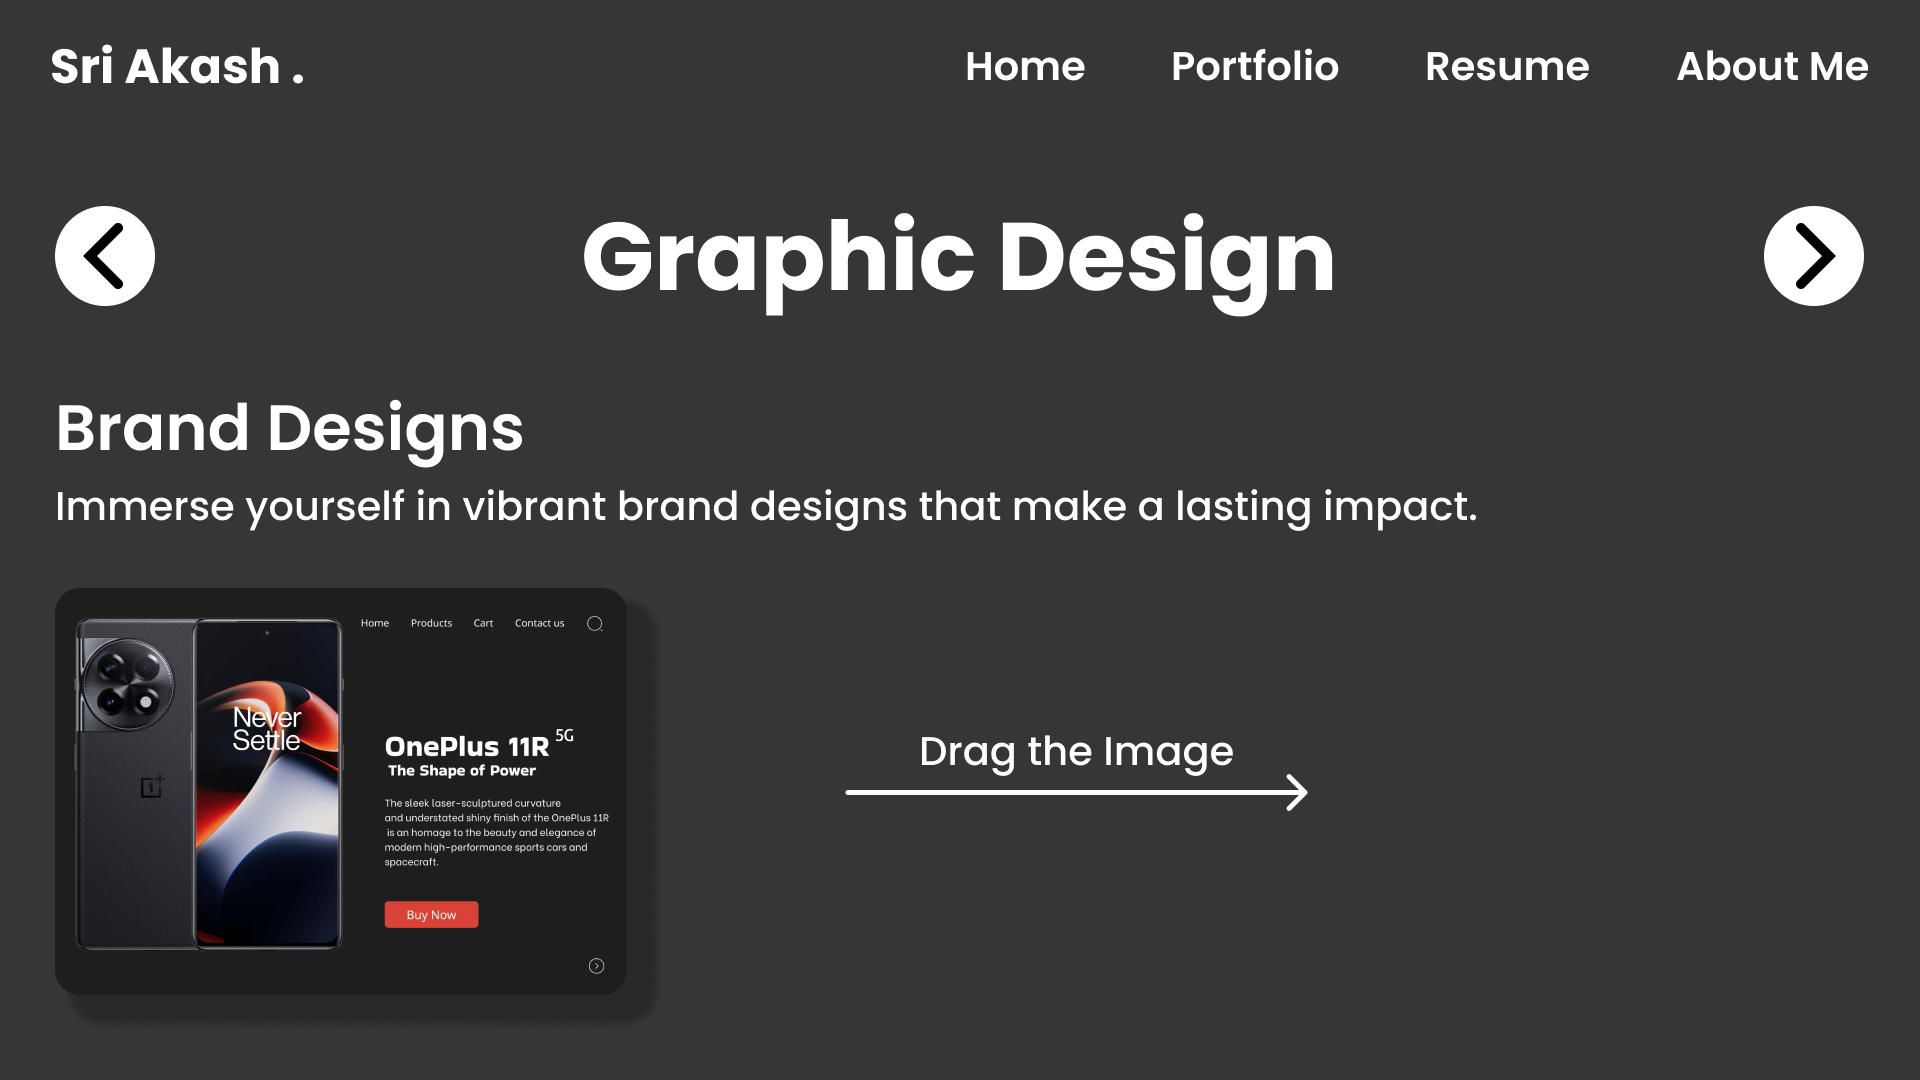 Sri Akash .
Home
Portfolio
Resume
About Me
Graphic Design
Brand Designs
Immerse yourself in vibrant brand designs that make a lasting impact.
Home
Products
Cart
Contact us
Never
Settle
OnePlus 11R 5G
The Shape of Power
The sleek laser-sculptured curvature
and understated shiny finish of the OnePlus 11R
is an homage to the beauty and elegance of
modern high-performance sports cars and
spacecraft.
Buy Now
Drag the Image